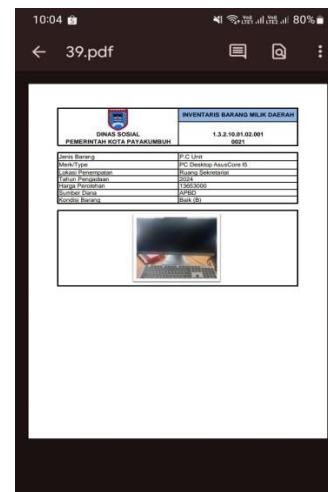 10:04
80%
39.pdf
INVENTARIS BARANG MILIK DAERAH
DINAS SOSIAL
PEMERINTAH KOTA PAYAKUMBUH
1.3.2.10.01.02.001
0021
Jenis Barang P.C Unit
Merk/Type PC Desktop AsusCore I5
Lokasi Penempatan Ruang Sekretariat
Tahun Pengadaan 2024
Harga Perolehan 13653000
Sumber Dana APBD
Kondisi Barang Baik (B)